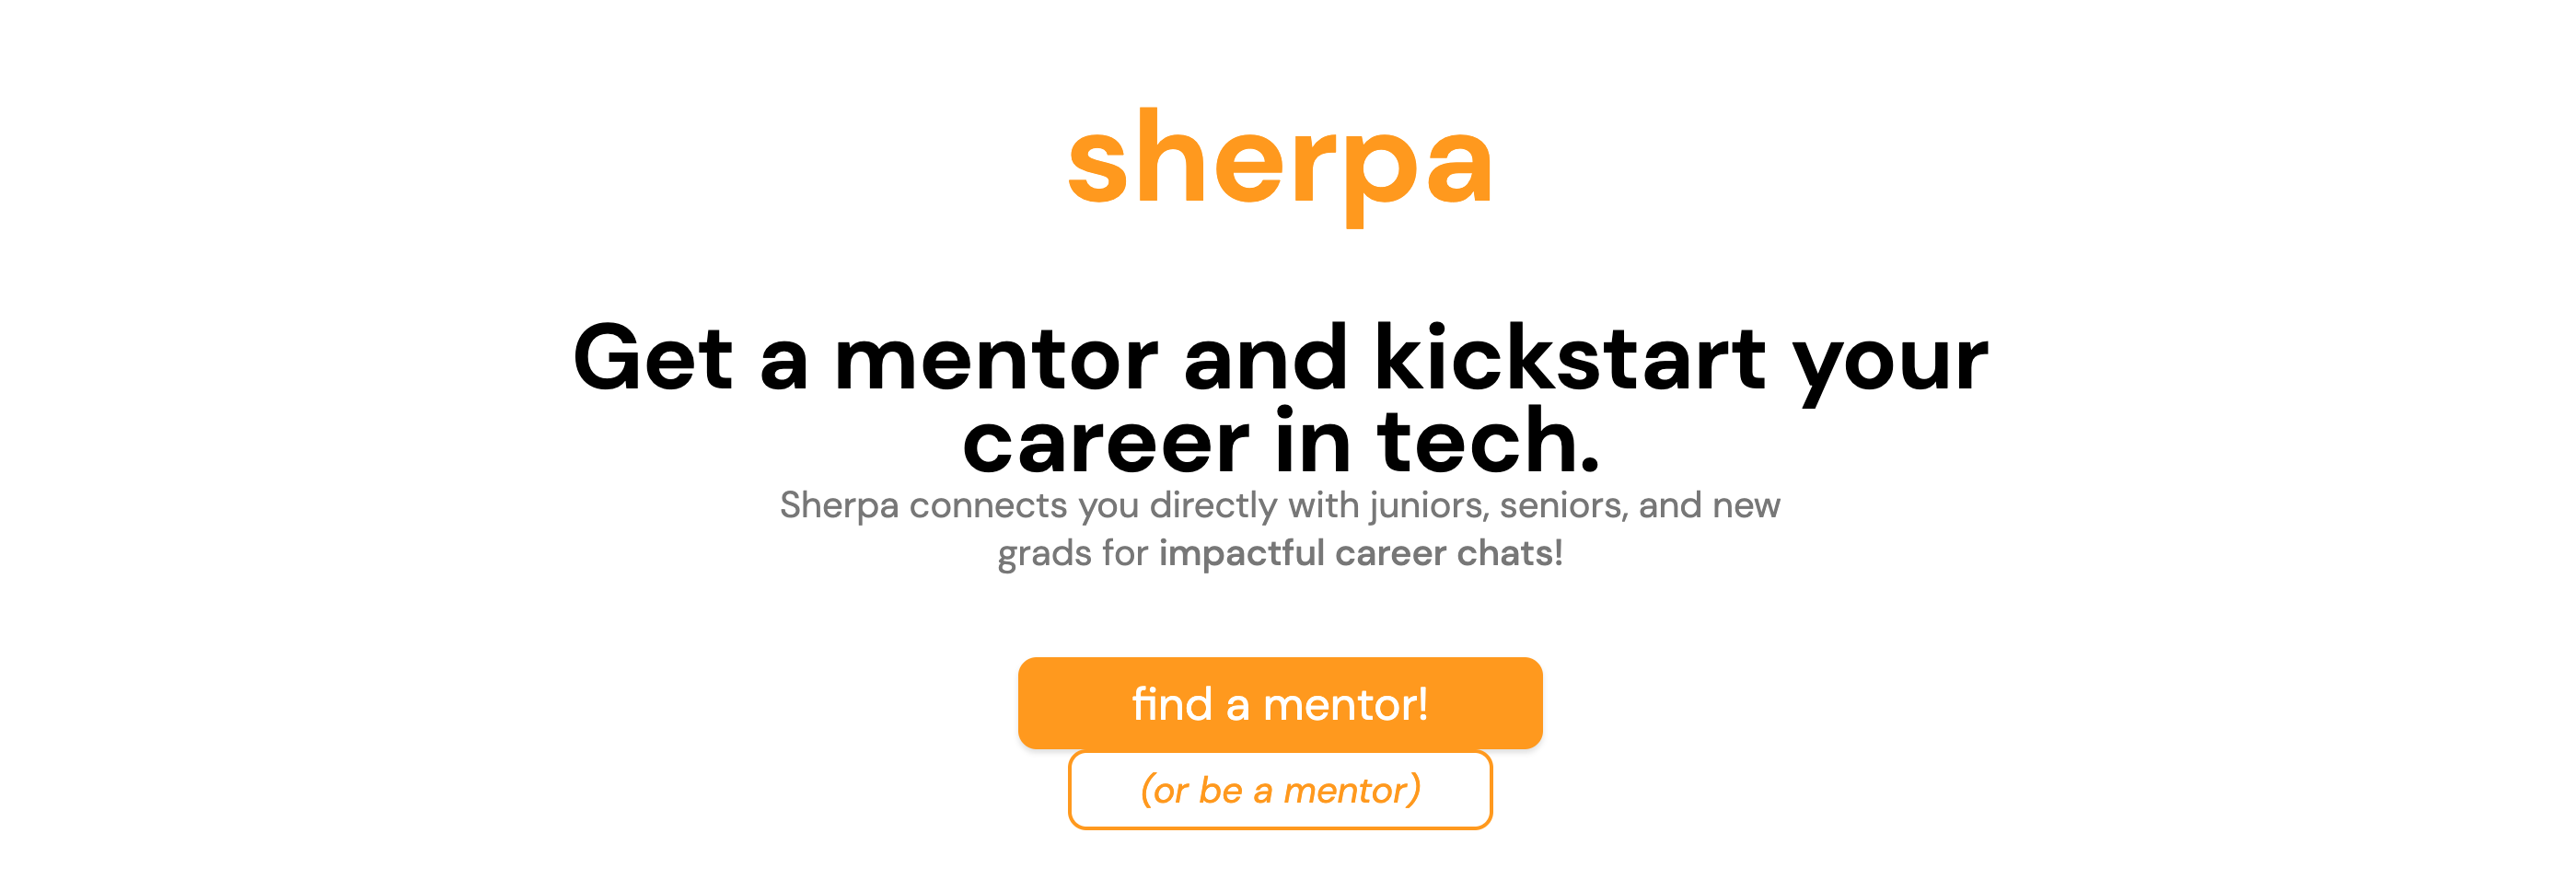 sherpa
Get a mentor and kickstart your
career in tech.
Sherpa connects you directly with juniors, seniors, and new
grads for impactful career chats!
find a mentor!
(or be a mentor)